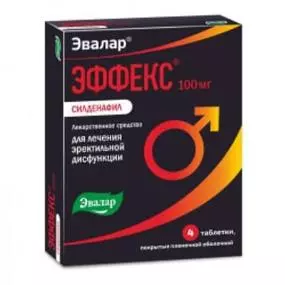 Эвалар®
ЭФФЕКС® 100 мг
СИЛДЕНАФИЛ
Лекарственное средство
для лечения
эректильной
дисфункции
Эвалар
4 таблетки,
покрытые пленочной оболочкой